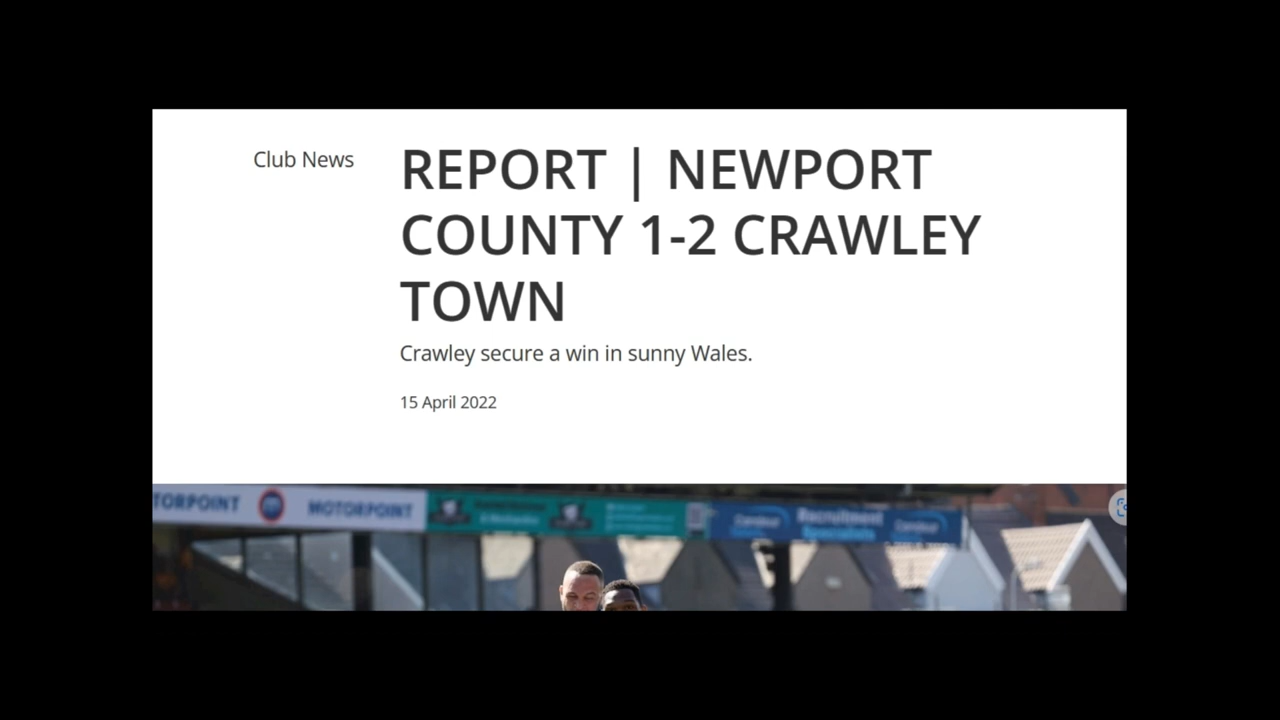 Club News
REPORT | NEWPORT
COUNTY 1-2 CRAWLEY
TOWN
Crawley secure a win in sunny Wales.
15 April 2022
TORPOINT MOTORPOINT
Recruitment
Specialists